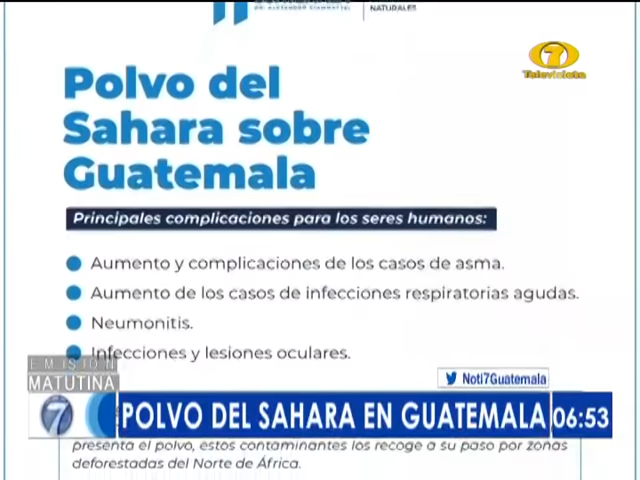 NATURALES
7
Televisiete
Polvo del
Sahara sobre
Guatemala
Principales complicaciones para los seres humanos:
Aumento y complicaciones de los casos de asma.
Aumento de los casos de infecciones respiratorias agudas.
Neumonitis.
Infecciones y lesiones oculares.
EMISIÓN
MATUTINA
Noti7Guatemala
7
POLVO DEL SAHARA EN GUATEMALA
06:53
presenta el polvo, estos contaminantes los recoge a su paso por zonas
deforestadas del Norte de África.